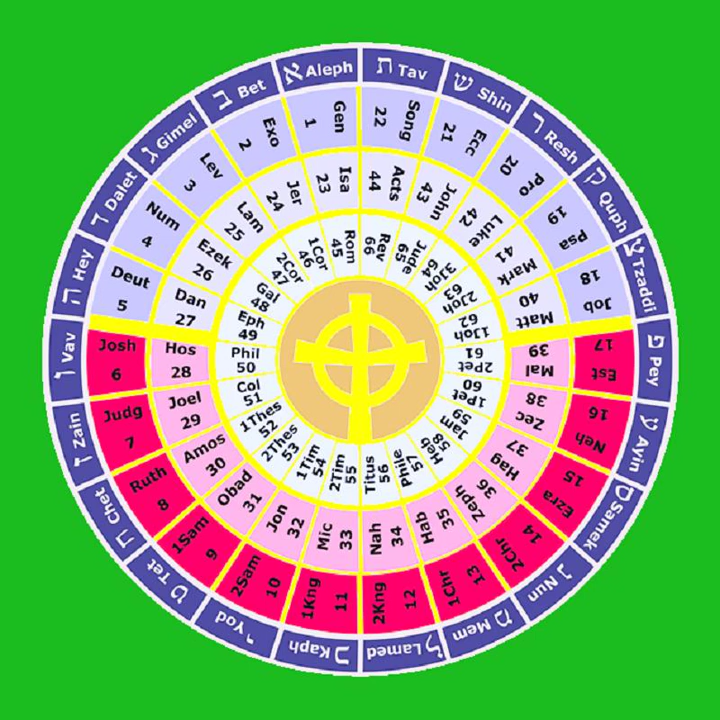 א Aleph
ב Bet
ג Gimel
ד Dalet
ה Hey
ו Vav
ז Zain
ח Chet
ט Tet
י Yod
כ Kaph
ל Lamed
מ Mem
נ Nun
ס Samek
ע Ayin
פ Pey
צ Tzaddi
ק Quph
ר Resh
ש Shin
ת Tav
Gen
1
Exo
2
Lev
3
Num
4
Deut
5
Josh
6
Judg
7
Ruth
8
1Sam
9
2Sam
10
1Kng
11
2Kng
12
1Chr
13
2Chr
14
Ezra
15
Neh
16
Est
17
Job
18
Psa
19
Pro
20
Ecc
21
Song
22
Isa
23
Jer
24
Lam
25
Ezek
26
Dan
27
Hos
28
Joel
29
Amos
30
Obad
31
Jon
32
Mic
33
Nah
34
Hab
35
Zeph
36
Hag
37
Zec
38
Mal
39
Matt
40
Mark
41
Luke
42
John
43
Acts
44
Rom
45
1Cor
46
2Cor
47
Gal
48
Eph
49
Phil
50
Col
51
1Thes
52
2Thes
53
1Tim
54
2Tim
55
Titus
56
Phile
57
Heb
58
Jam
59
1Pet
60
2Pet
61
1Joh
62
2Joh
63
3Joh
64
Jude
65
Rev
66